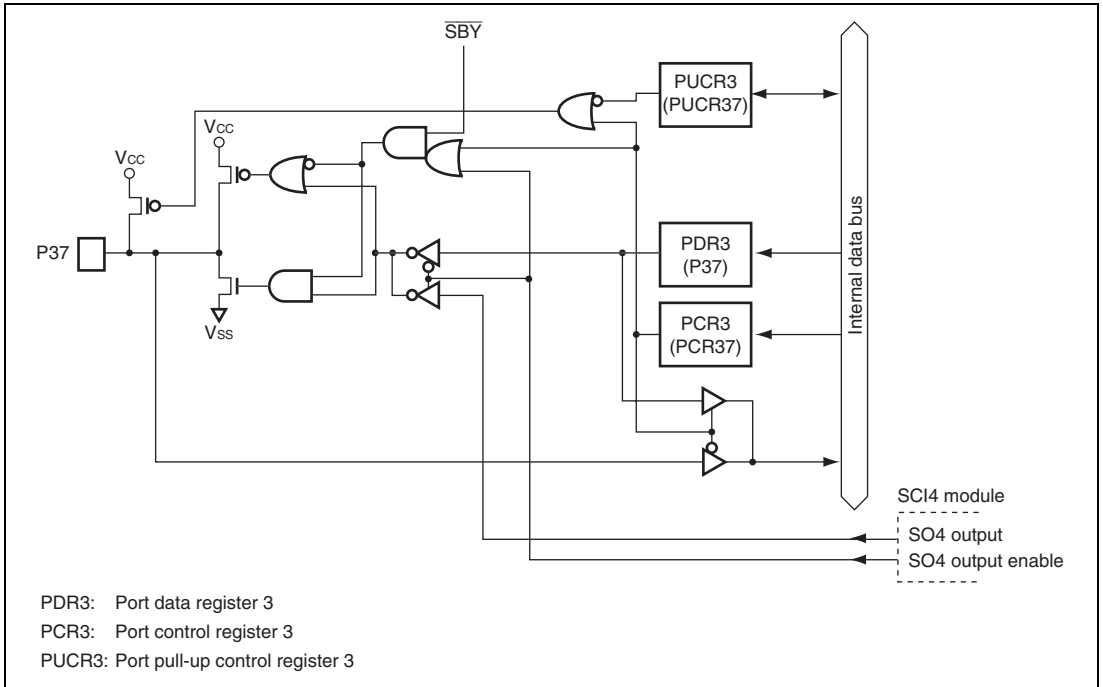 SBY
PUCR3
(PUCR37)
VCC
VCC
P37
PDR3
(P37)
VSS
PCR3
(PCR37)
Internal data bus
SCI4 module
SO4 output
SO4 output enable
PDR3: Port data register 3
PCR3: Port control register 3
PUCR3: Port pull-up control register 3